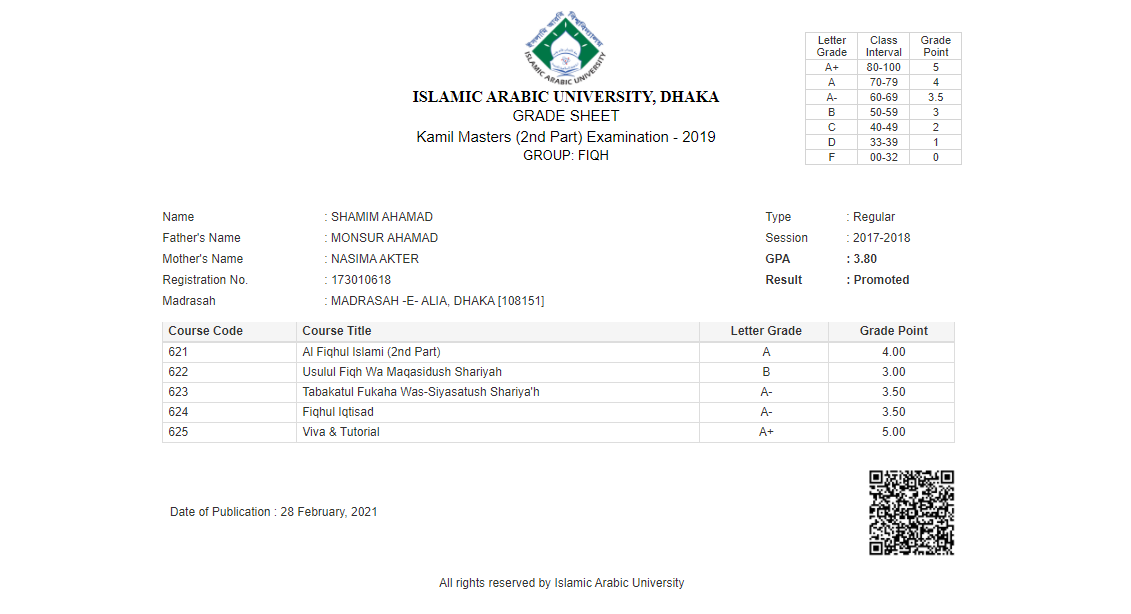 ইসলামি আরবি বিশ্ববিদ্যালয়
ISLAMIC ARABIC UNIVERSITY
ISLAMIC ARABIC UNIVERSITY, DHAKA
GRADE SHEET
Kamil Masters (2nd Part) Examination - 2019
GROUP: FIQH
Letter Grade Class Interval Grade Point
A+ 80-100 5
A 70-79 4
A- 60-69 3.5
B 50-59 3
C 40-49 2
D 33-39 1
F 00-32 0
Name : SHAMIM AHAMAD Type : Regular
Father's Name : MONSUR AHAMAD Session : 2017-2018
Mother's Name : NASIMA AKTER GPA : 3.80
Registration No. : 173010618 Result : Promoted
Madrasah : MADRASAH -E- ALIA, DHAKA [108151]
Course Code Course Title Letter Grade Grade Point
621 Al Fiqhul Islami (2nd Part) A 4.00
622 Usulul Fiqh Wa Maqasidush Shariyah B 3.00
623 Tabakatul Fukaha Was-Siyasatush Shariya'h A- 3.50
624 Fiqhul Iqtisad A- 3.50
625 Viva & Tutorial A+ 5.00
Date of Publication : 28 February, 2021
All rights reserved by Islamic Arabic University